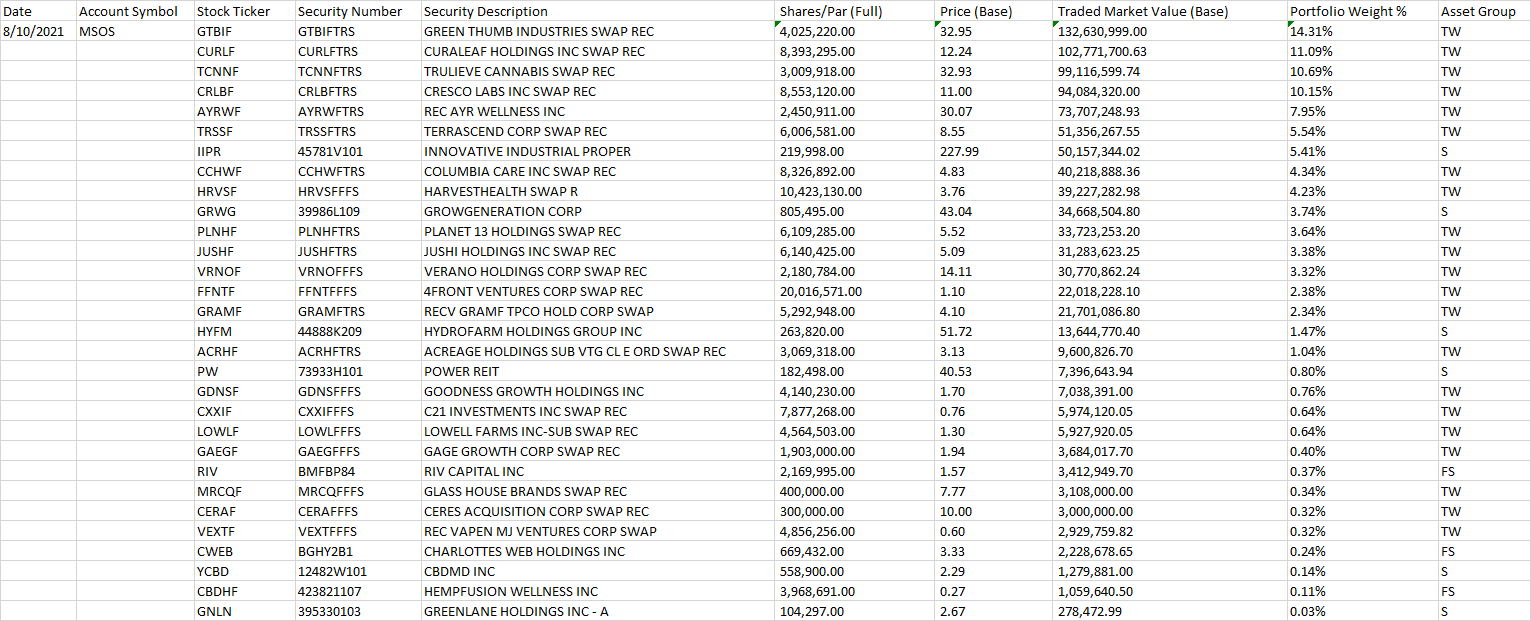 Date Account Symbol Stock Ticker Security Number Security Description Shares/Par (Full) Price (Base) Traded Market Value (Base) Portfolio Weight % Asset Group
8/10/2021 MSOS GTBIF GTBIFTRS GREEN THUMB INDUSTRIES SWAP REC 4,025,220.00 32.95 132,630,999.00 14.31% TW
CURLF CURLFTRS CURALEAF HOLDINGS INC SWAP REC 8,393,295.00 12.24 102,771,700.63 11.09% TW
TCNNF TCNNFTRS TRULIEVE CANNABIS SWAP REC 3,009,918.00 32.93 99,116,599.74 10.69% TW
CRLBF CRLBFTRS CRESCO LABS INC SWAP REC 8,553,120.00 11.00 94,084,320.00 10.15% TW
AYRWF AYRWFTRS REC AYR WELLNESS INC 2,450,911.00 30.07 73,707,248.93 7.95% TW
TRSSF TRSSFTRS TERRASCEND CORP SWAP REC 6,006,581.00 8.55 51,356,267.55 5.54% TW
IIPR 45781V101 INNOVATIVE INDUSTRIAL PROPER 219,998.00 227.99 50,157,344.02 5.41% S
CCHWF CCHWFTRS COLUMBIA CARE INC SWAP REC 8,326,892.00 4.83 40,218,888.36 4.34% TW
HRVSF HRVSFFFS HARVESTHEALTH SWAP R 10,423,130.00 3.76 39,227,282.98 4.23% TW
GRWG 39986L109 GROWGENERATION CORP 805,495.00 43.04 34,668,504.80 3.74% S
PLNHF PLNHFTRS PLANET 13 HOLDINGS SWAP REC 6,109,285.00 5.52 33,723,253.20 3.64% TW
JUSHF JUSHFTRS JUSHI HOLDINGS INC SWAP REC 6,140,425.00 5.09 31,283,623.25 3.38% TW
VRNOF VRNOFFFS VERANO HOLDINGS CORP SWAP REC 2,180,784.00 14.11 30,770,862.24 3.32% TW
FFNTF FFNTFFFS 4FRONT VENTURES CORP SWAP REC 20,016,571.00 1.10 22,018,228.10 2.38% TW
GRAMF GRAMFTRS RECV GRAMF TPCO HOLD CORP SWAP 5,292,948.00 4.10 21,701,086.80 2.34% TW
HYFM 44888K209 HYDROFARM HOLDINGS GROUP INC 263,820.00 51.72 13,644,770.40 1.47% S
ACRHF ACRHFTRS ACREAGE HOLDINGS SUB VTG CL E ORD SWAP REC 3,069,318.00 3.13 9,600,826.70 1.04% TW
PW 73933H101 POWER REIT 182,498.00 40.53 7,396,643.94 0.80% S
GDNSF GDNSFFFS GOODNESS GROWTH HOLDINGS INC 4,140,230.00 1.70 7,038,391.00 0.76% TW
CXXIF CXXIFFFS C21 INVESTMENTS INC SWAP REC 7,877,268.00 0.76 5,974,120.05 0.64% TW
LOWLF LOWLFFFS LOWELL FARMS INC-SUB SWAP REC 4,564,503.00 1.30 5,927,920.05 0.64% TW
GAEGF GAEGFFFS GAGE GROWTH CORP SWAP REC 1,903,000.00 1.94 3,684,017.70 0.40% TW
RIV BMFBP84 RIV CAPITAL INC 2,169,995.00 1.57 3,412,949.70 0.37% FS
MRCQF MRCQFFFS GLASS HOUSE BRANDS SWAP REC 400,000.00 7.77 3,108,000.00 0.34% TW
CERAF CERAFFFS CERES ACQUISITION CORP SWAP REC 300,000.00 10.00 3,000,000.00 0.32% TW
VEXTF VEXTFFFS REC VAPEN MJ VENTURES CORP SWAP 4,856,256.00 0.60 2,929,759.82 0.32% TW
CWEB BGHY2B1 CHARLOTTES WEB HOLDINGS INC 669,432.00 3.33 2,228,678.65 0.24% FS
YCBD 12482W101 CBDMD INC 558,900.00 2.29 1,279,881.00 0.14% S
CBDHF 423821107 HEMPFUSION WELLNESS INC 3,968,691.00 0.27 1,059,640.50 0.11% FS
GNLN 395330103 GREENLANE HOLDINGS INC - A 104,297.00 2.67 278,472.99 0.03% S